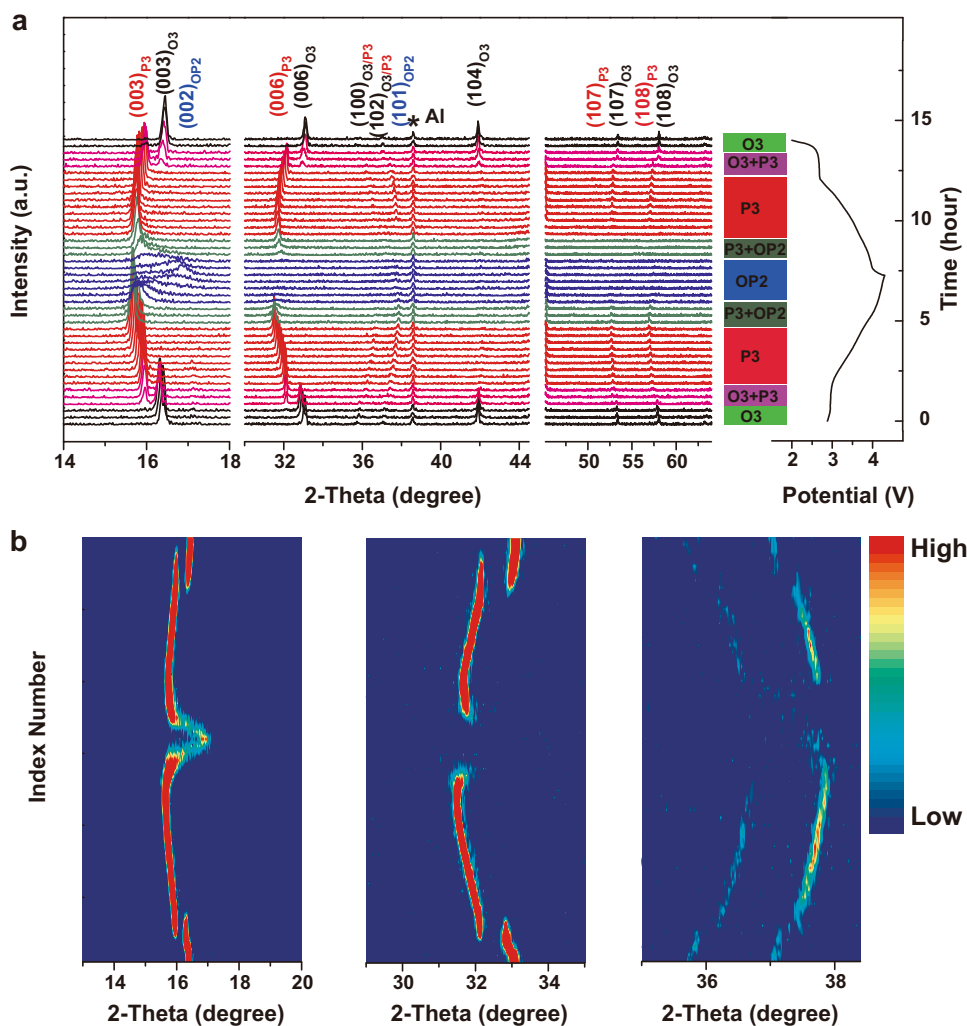 a
Intensity (a.u.)
(003)P3
(003)O3
(002)OP2
(006)P3
(006)O3
(100)O3/P3
(102)O3/P3
(101)OP2
* Al
(104)O3
(107)P3
(107)O3
(108)P3
(108)O3
O3
O3+P3
P3
P3+OP2
OP2
P3+OP2
P3
O3+P3
O3
15
10
5
0
Time (hour)
14 16 18 32 36 40 44 50 55 60 2 3 4
2-Theta (degree) Potential (V)
b
Index Number
High
Low
14 16 18 20 30 32 34 36 38
2-Theta (degree) 2-Theta (degree) 2-Theta (degree)